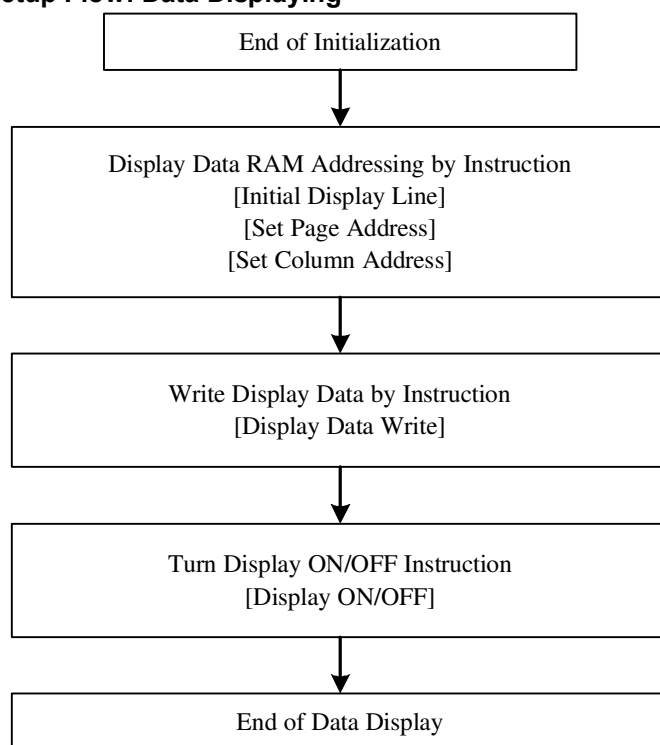 Flow: Data Displaying
End of Initialization
Display Data RAM Addressing by Instruction
[Initial Display Line]
[Set Page Address]
[Set Column Address]
Write Display Data by Instruction
[Display Data Write]
Turn Display ON/OFF Instruction
[Display ON/OFF]
End of Data Display